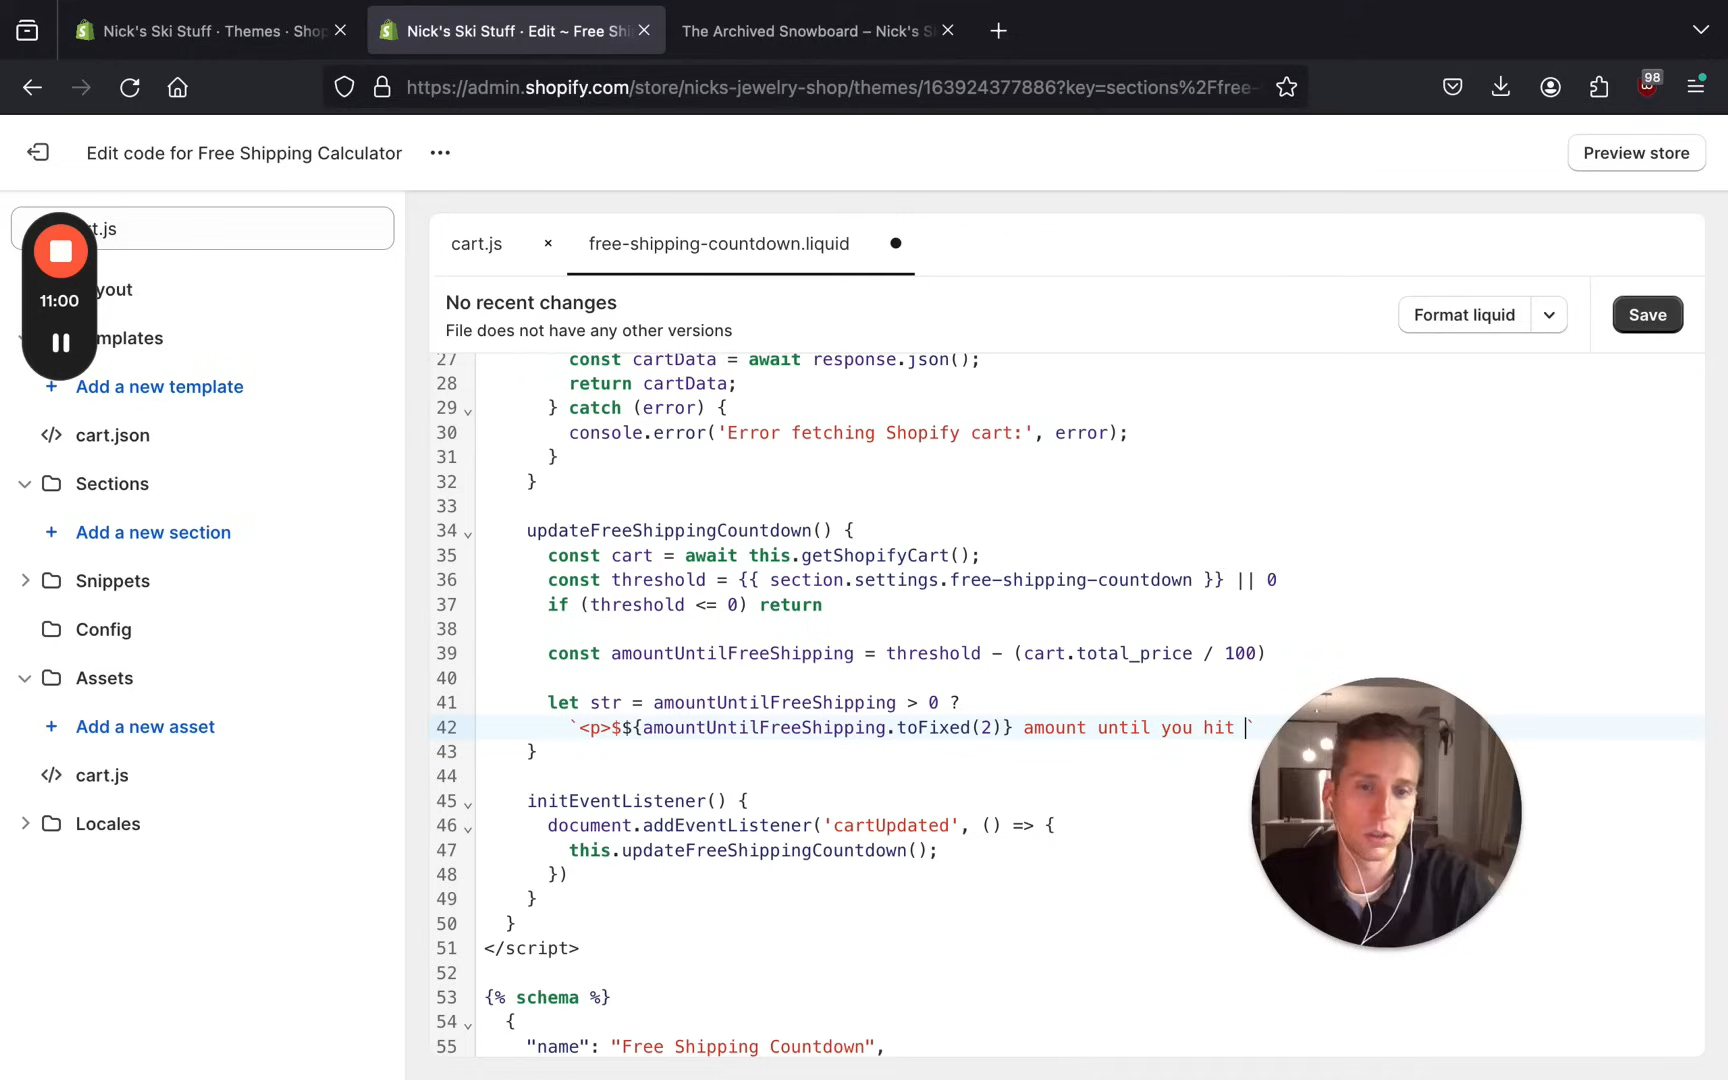 Nick's Ski Stuff · Themes · Shop
Nick's Ski Stuff · Edit ~ Free Shi
The Archived Snowboard – Nick's S
https://admin.shopify.com/store/nicks-jewelry-shop/themes/163924377886?key=sections%2Ffree-
98
Edit code for Free Shipping Calculator
Preview store
rt.js
11:00
yout
mplates
Add a new template
cart.json
Sections
Add a new section
Snippets
Config
Assets
Add a new asset
cart.js
Locales
cart.js
free-shipping-countdown.liquid
No recent changes
File does not have any other versions
Format liquid
Save
27 const cartData = await response.json();
28 return cartData;
29 } catch (error) {
30 console.error('Error fetching Shopify cart:', error);
31 }
32 }
33
34 updateFreeShippingCountdown() {
35 const cart = await this.getShopifyCart();
36 const threshold = {{ section.settings.free-shipping-countdown }} || 0
37 if (threshold <= 0) return
38
39 const amountUntilFreeShipping = threshold - (cart.total_price / 100)
40
41 let str = amountUntilFreeShipping > 0 ?
42 `<p>$${amountUntilFreeShipping.toFixed(2)} amount until you hit `
43 }
44
45 initEventListener() {
46 document.addEventListener('cartUpdated', () => {
47 this.updateFreeShippingCountdown();
48 })
49 }
50 }
51 </script>
52
53 {% schema %}
54 {
55 "name": "Free Shipping Countdown",